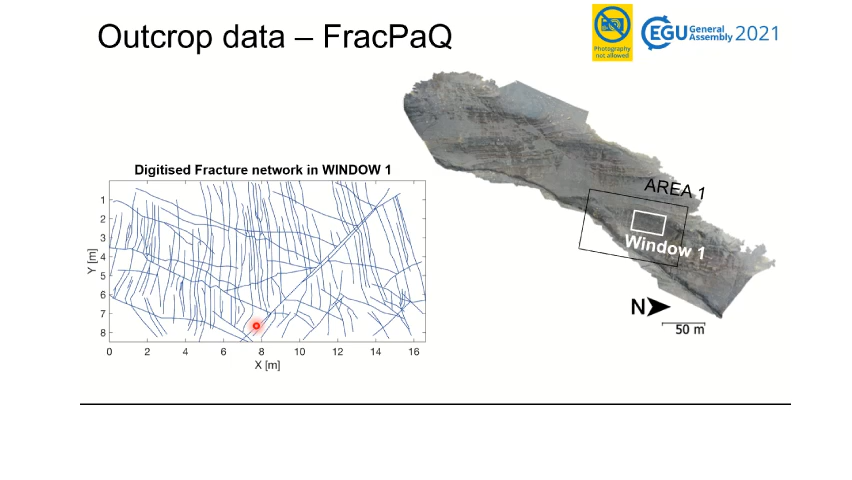 Outcrop data – FracPaQ
Photography
not allowed
EGU General
Assembly 2021
Digitised Fracture network in WINDOW 1
1
2
3
4
5
6
7
8
Y [m]
0 2 4 6 8 10 12 14 16
X [m]
AREA 1
Window 1
N
50 m